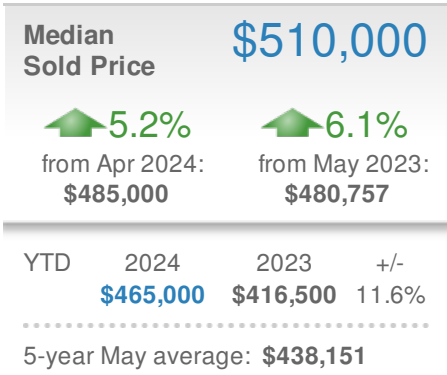 Median
Sold Price
$510,000
5.2%
from Apr 2024:
$485,000
6.1%
from May 2023:
$480,757
YTD 2024 2023 +/-
$465,000 $416,500 11.6%
5-year May average: $438,151